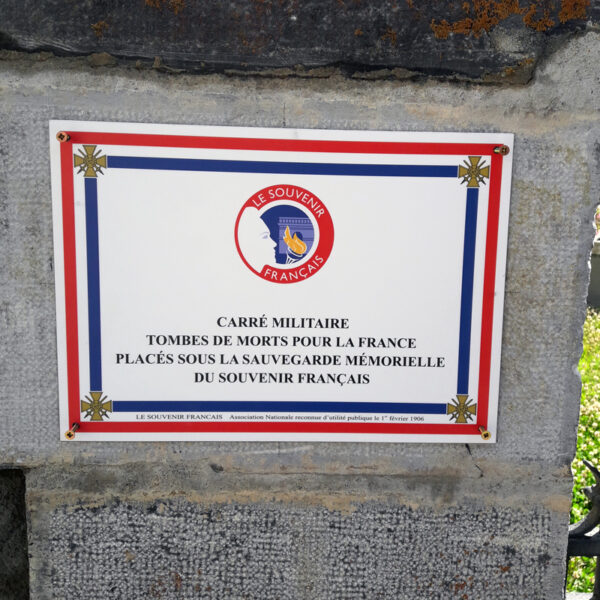 LE SOUVENIR
FRANÇAIS
CARRÉ MILITAIRE
TOMBES DE MORTS POUR LA FRANCE
PLACÉS SOUS LA SAUVEGARDE MÉMORIELLE
DU SOUVENIR FRANÇAIS
LE SOUVENIR FRANCAIS Association Nationale reconnue d'utilité publique le 1er février 1906